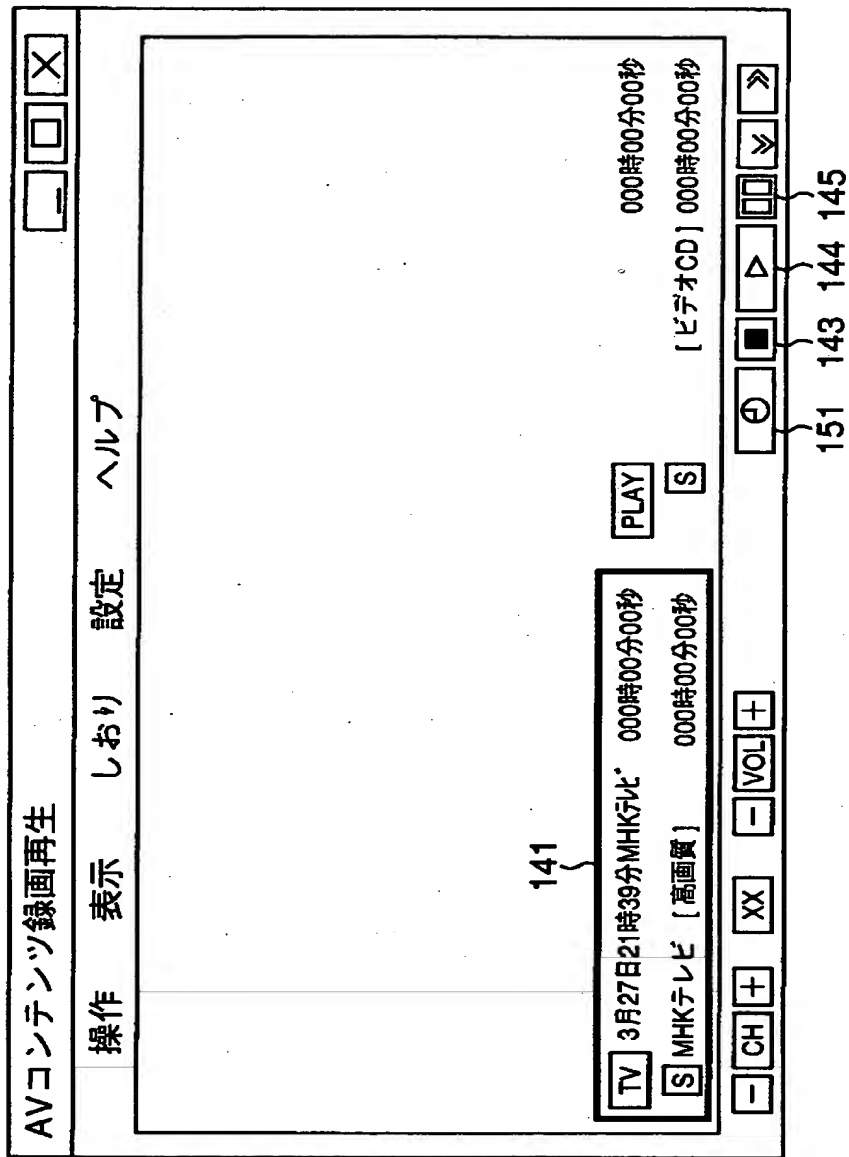 AVコンテンツ録画再生
操作 表示 しおり 設定 ヘルプ
141
TV 3月27日21時39分MHKテレビ 000時00分00秒 PLAY 000時00分00秒
S MHKテレビ [高画質] 000時00分00秒 S [ビデオCD] 000時00分00秒
− CH + XX − VOL +
151 143 144 145